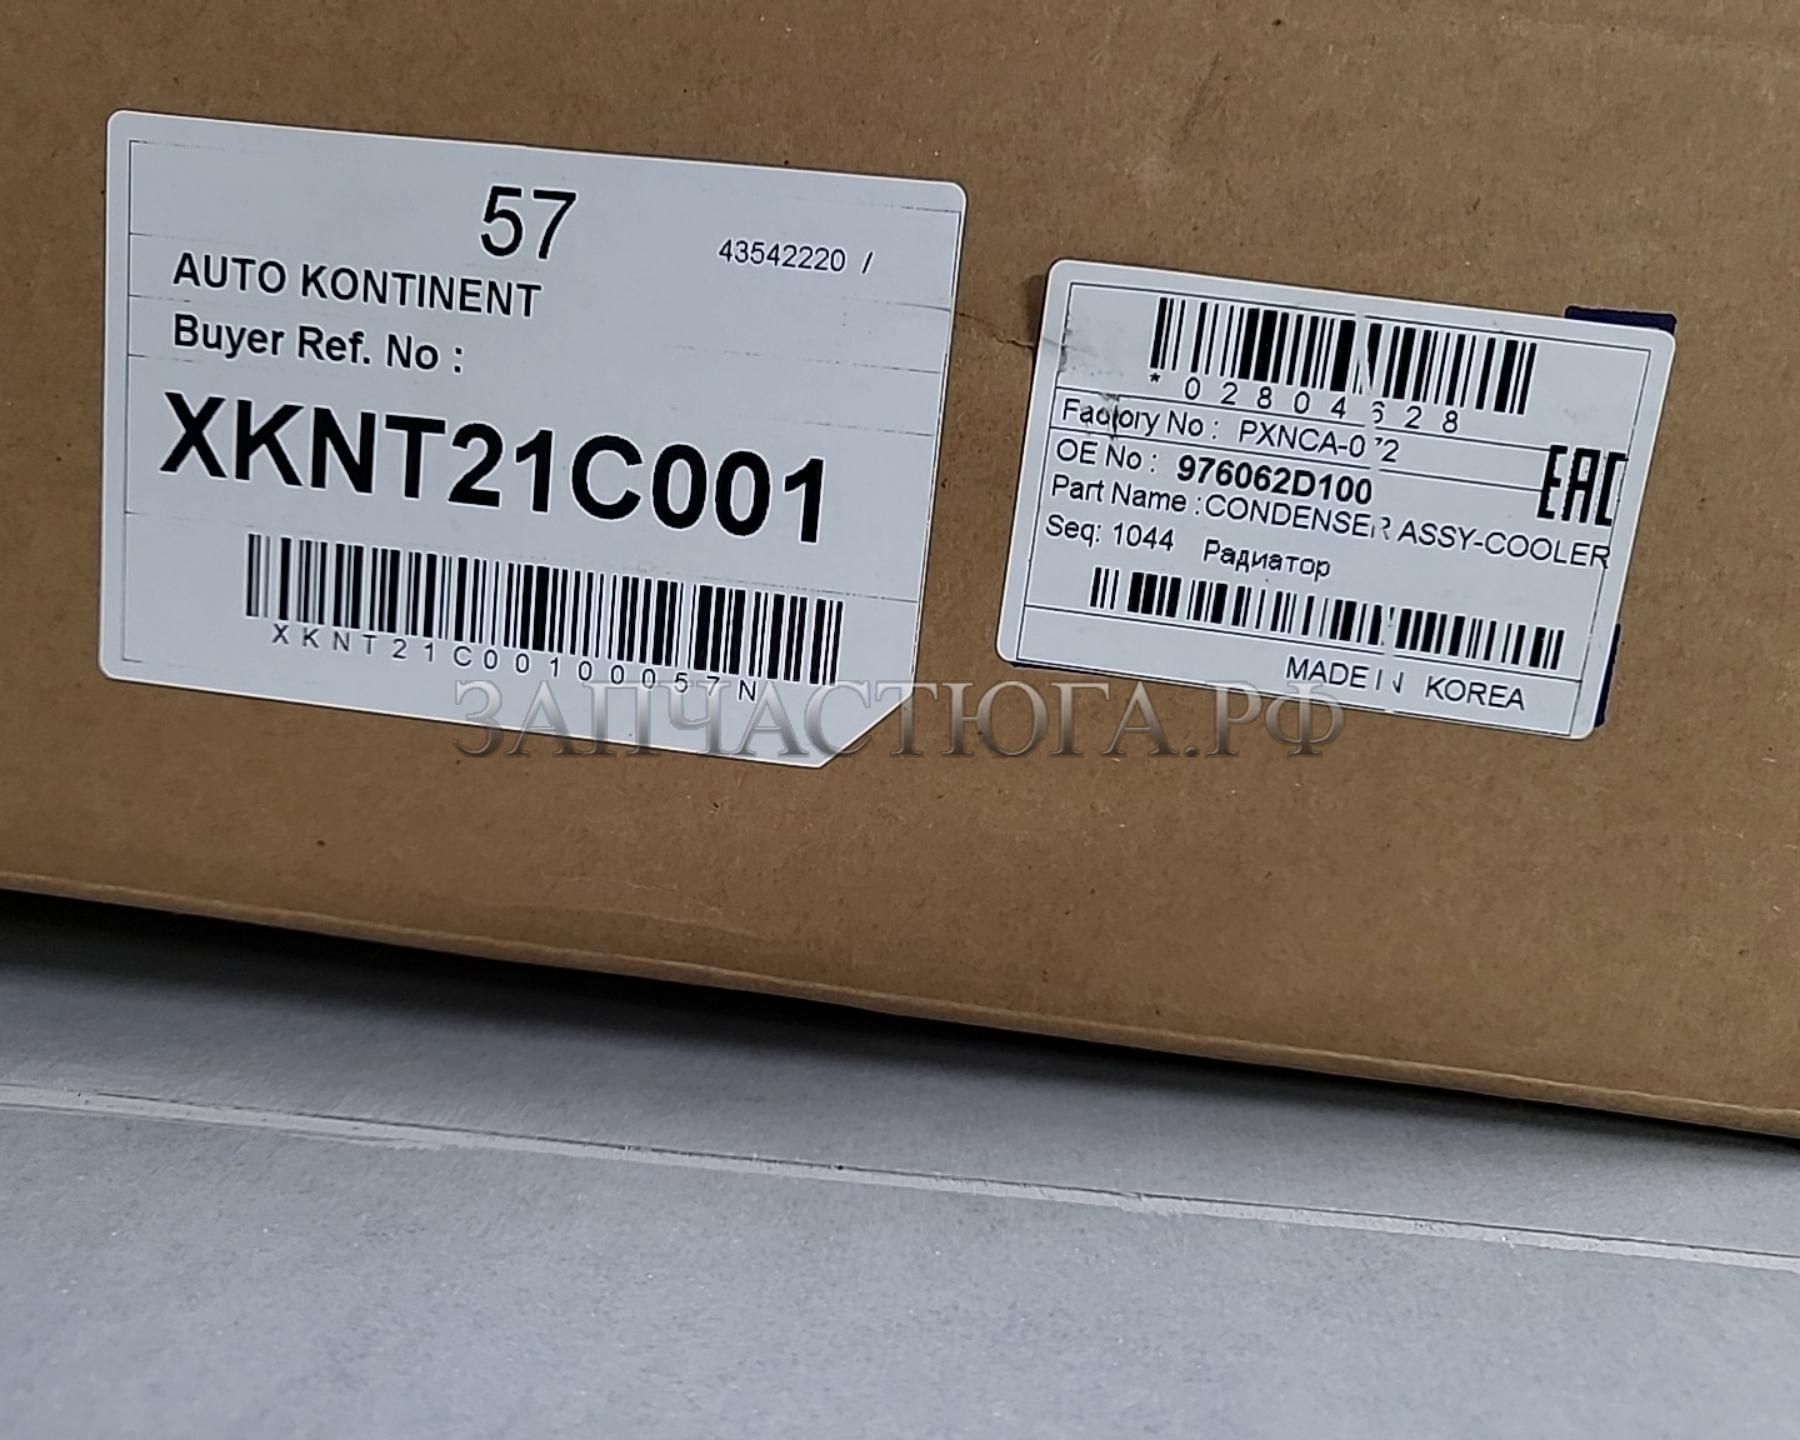 57
43542220 /
AUTO KONTINENT
Buyer Ref. No :
XKNT21C001
XKNT21C00100057N
*02804628
Factory No : PXNCA-072
OE No : 976062D100
EAC
Part Name :CONDENSER ASSY-COOLER
Seq: 1044 Радиатор
MADE IN KOREA
ЗАПЧАСТЮГА.РФ